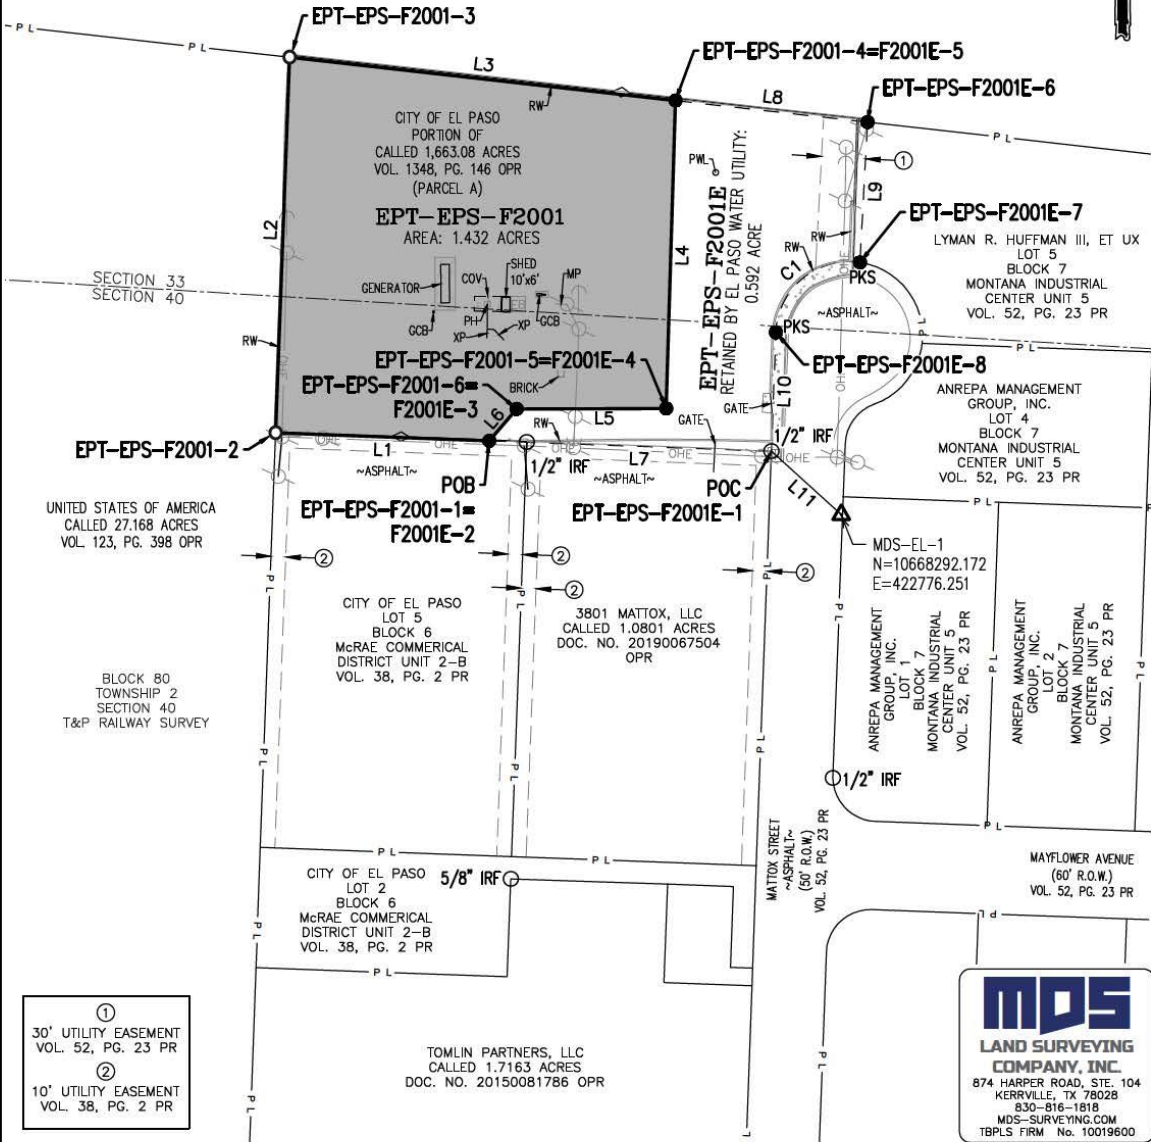 P L
P L
EPT-EPS-F2001-3
L3
EPT-EPS-F2001-4=F2001E-5
L8
EPT-EPS-F2001E-6
P L
RW
CITY OF EL PASO
PORTION OF
CALLED 1,663.08 ACRES
VOL. 1348, PG. 146 OPR
(PARCEL A)
EPT-EPS-F2001
AREA: 1.432 ACRES
L2
L4
PWL
EPT-EPS-F2001E
RETAINED BY EL PASO WATER UTILITY:
0.592 ACRE
①
L9
RW
RW
C1
EPT-EPS-F2001E-7
LYMAN R. HUFFMAN III, ET UX
LOT 5
BLOCK 7
MONTANA INDUSTRIAL
CENTER UNIT 5
VOL. 52, PG. 23 PR
OHE
PKS
~ASPHALT~
PKS
P L
P L
EPT-EPS-F2001E-8
SECTION 33
SECTION 40
GENERATOR
COV
SHED
10'x6'
MP
EB
GCB
PH
GCB
XP
XP
RW
OHE
EPT-EPS-F2001-5=F2001E-4
BRICK
EPT-EPS-F2001-6=
F2001E-3
L6
L5
RW
GATE
GATE
L10
OHE
ANREPA MANAGEMENT
GROUP, INC.
LOT 4
BLOCK 7
MONTANA INDUSTRIAL
CENTER UNIT 5
VOL. 52, PG. 23 PR
EPT-EPS-F2001-2
OHE
L1
~ASPHALT~
OHE
1/2" IRF
OHE
L7
~ASPHALT~
OHE
1/2" IRF
OHE
POB
EPT-EPS-F2001-1=
F2001E-2
POC
EPT-EPS-F2001E-1
L11
P L
P
UNITED STATES OF AMERICA
CALLED 27.168 ACRES
VOL. 123, PG. 398 OPR
②
②
②
②
MDS-EL-1
N=10668292.172
E=422776.251
P L
P L
P L
P L
CITY OF EL PASO
LOT 5
BLOCK 6
McRAE COMMERICAL
DISTRICT UNIT 2-B
VOL. 38, PG. 2 PR
3801 MATTOX, LLC
CALLED 1.0801 ACRES
DOC. NO. 20190067504
OPR
ANREPA MANAGEMENT
GROUP, INC.
LOT 1
BLOCK 7
MONTANA INDUSTRIAL
CENTER UNIT 5
VOL. 52, PG. 23 PR
P L
ANREPA MANAGEMENT
GROUP, INC.
LOT 2
BLOCK 7
MONTANA INDUSTRIAL
CENTER UNIT 5
VOL. 52, PG. 23 PR
P L
BLOCK 80
TOWNSHIP 2
SECTION 40
T&P RAILWAY SURVEY
P L
P L
P L
1/2" IRF
P L
MATTOX STREET
~ASPHALT~
(50' R.O.W.)
VOL. 52, PG. 23 PR
MAYFLOWER AVENUE
(60' R.O.W.)
VOL. 52, PG. 23 PR
P L
P L
CITY OF EL PASO
LOT 2
BLOCK 6
McRAE COMMERICAL
DISTRICT UNIT 2-B
VOL. 38, PG. 2 PR
5/8" IRF
P L
P L
P L
P L
①
30' UTILITY EASEMENT
VOL. 52, PG. 23 PR
②
10' UTILITY EASEMENT
VOL. 38, PG. 2 PR
TOMLIN PARTNERS, LLC
CALLED 1.7163 ACRES
DOC. NO. 20150081786 OPR
P L
P L
MDS
LAND SURVEYING
COMPANY, INC.
874 HARPER ROAD, STE. 104
KERRVILLE, TX 78028
830-816-1818
MDS-SURVEYING.COM
TBPLS FIRM No. 10019600